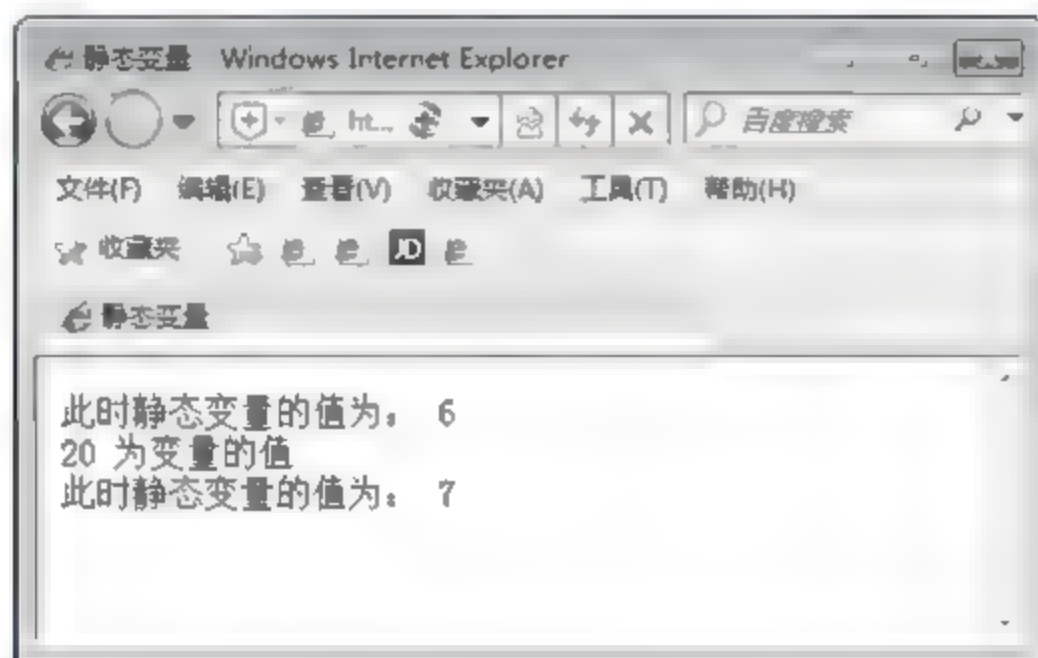 静态变量 Windows Internet Explorer
ht... 百度搜索
文件(F) 编辑(E) 查看(V) 收藏夹(A) 工具(T) 帮助(H)
收藏夹 JD
静态变量
此时静态变量的值为: 6
20 为变量的值
此时静态变量的值为: 7